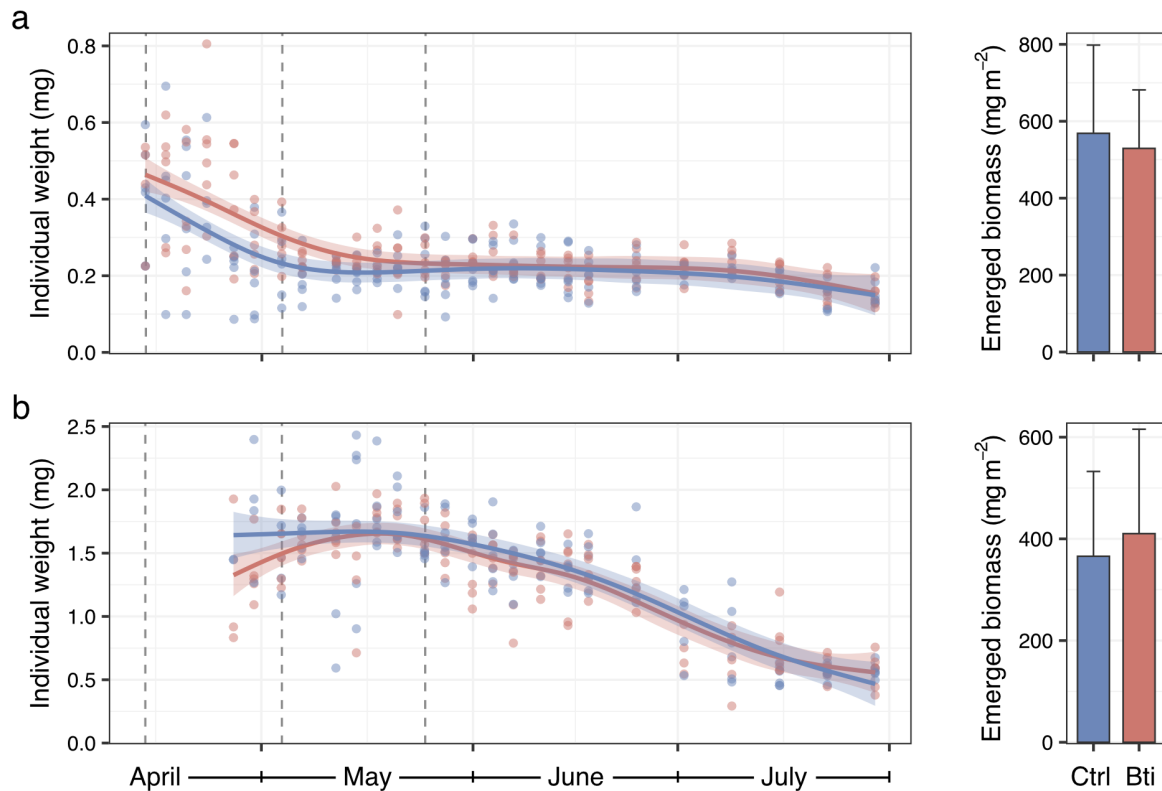 a
Individual weight (mg)
0.8
0.6
0.4
0.2
0.0
Emerged biomass (mg m⁻²)
800
600
400
200
0
b
Individual weight (mg)
2.5
2.0
1.5
1.0
0.5
0.0
April May June July
Emerged biomass (mg m⁻²)
600
400
200
0
Ctrl Bti